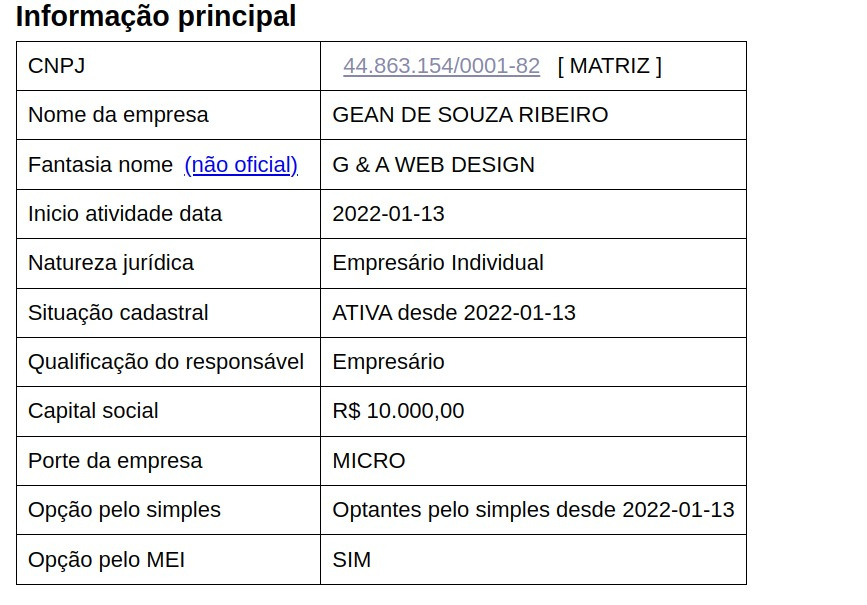 Informação principal
CNPJ 44.863.154/0001-82 [ MATRIZ ]
Nome da empresa GEAN DE SOUZA RIBEIRO
Fantasia nome (não oficial) G & A WEB DESIGN
Inicio atividade data 2022-01-13
Natureza jurídica Empresário Individual
Situação cadastral ATIVA desde 2022-01-13
Qualificação do responsável Empresário
Capital social R$ 10.000,00
Porte da empresa MICRO
Opção pelo simples Optantes pelo simples desde 2022-01-13
Opção pelo MEI SIM